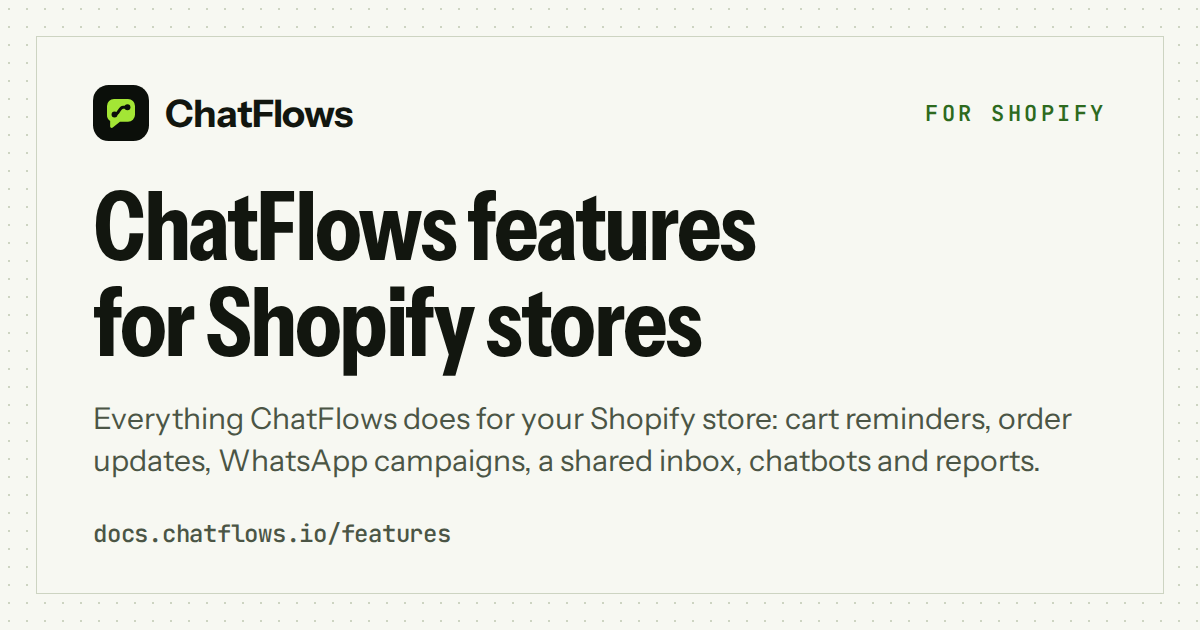 ChatFlows
FOR SHOPIFY
ChatFlows features
for Shopify stores
Everything ChatFlows does for your Shopify store: cart reminders, order
updates, WhatsApp campaigns, a shared inbox, chatbots and reports.
docs.chatflows.io/features